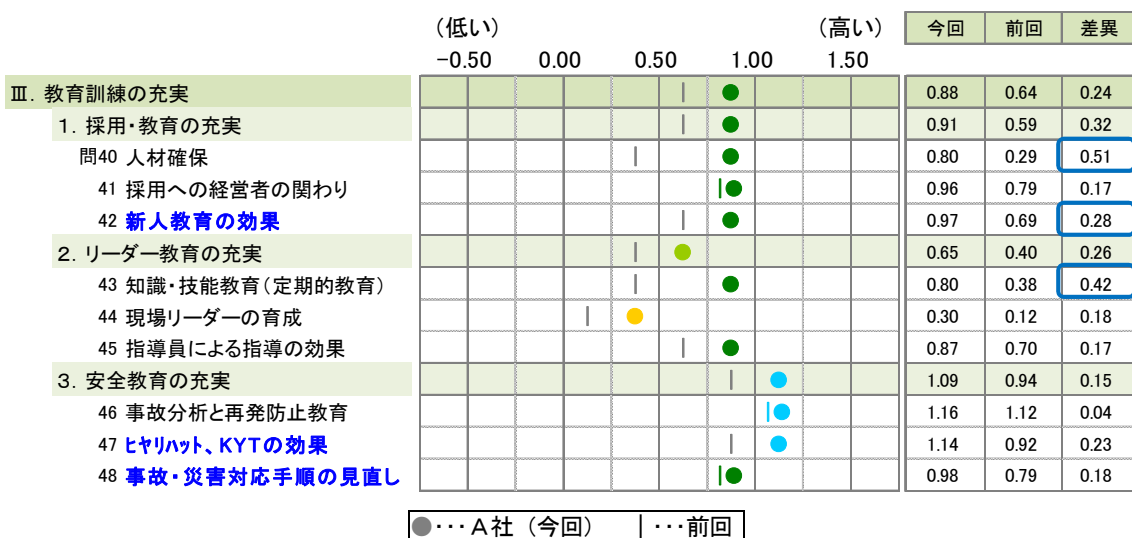 （低い） （高い） 今回 前回 差異
−0.50 0.00 0.50 1.00 1.50
Ⅲ．教育訓練の充実 0.88 0.64 0.24
1．採用・教育の充実 0.91 0.59 0.32
問40 人材確保 0.80 0.29 0.51
41 採用への経営者の関わり 0.96 0.79 0.17
42 新人教育の効果 0.97 0.69 0.28
2．リーダー教育の充実 0.65 0.40 0.26
43 知識・技能教育（定期的教育） 0.80 0.38 0.42
44 現場リーダーの育成 0.30 0.12 0.18
45 指導員による指導の効果 0.87 0.70 0.17
3．安全教育の充実 1.09 0.94 0.15
46 事故分析と再発防止教育 1.16 1.12 0.04
47 ﾋﾔﾘﾊｯﾄ、KYTの効果 1.14 0.92 0.23
48 事故・災害対応手順の見直し 0.98 0.79 0.18
●・・・A社（今回） |・・・前回